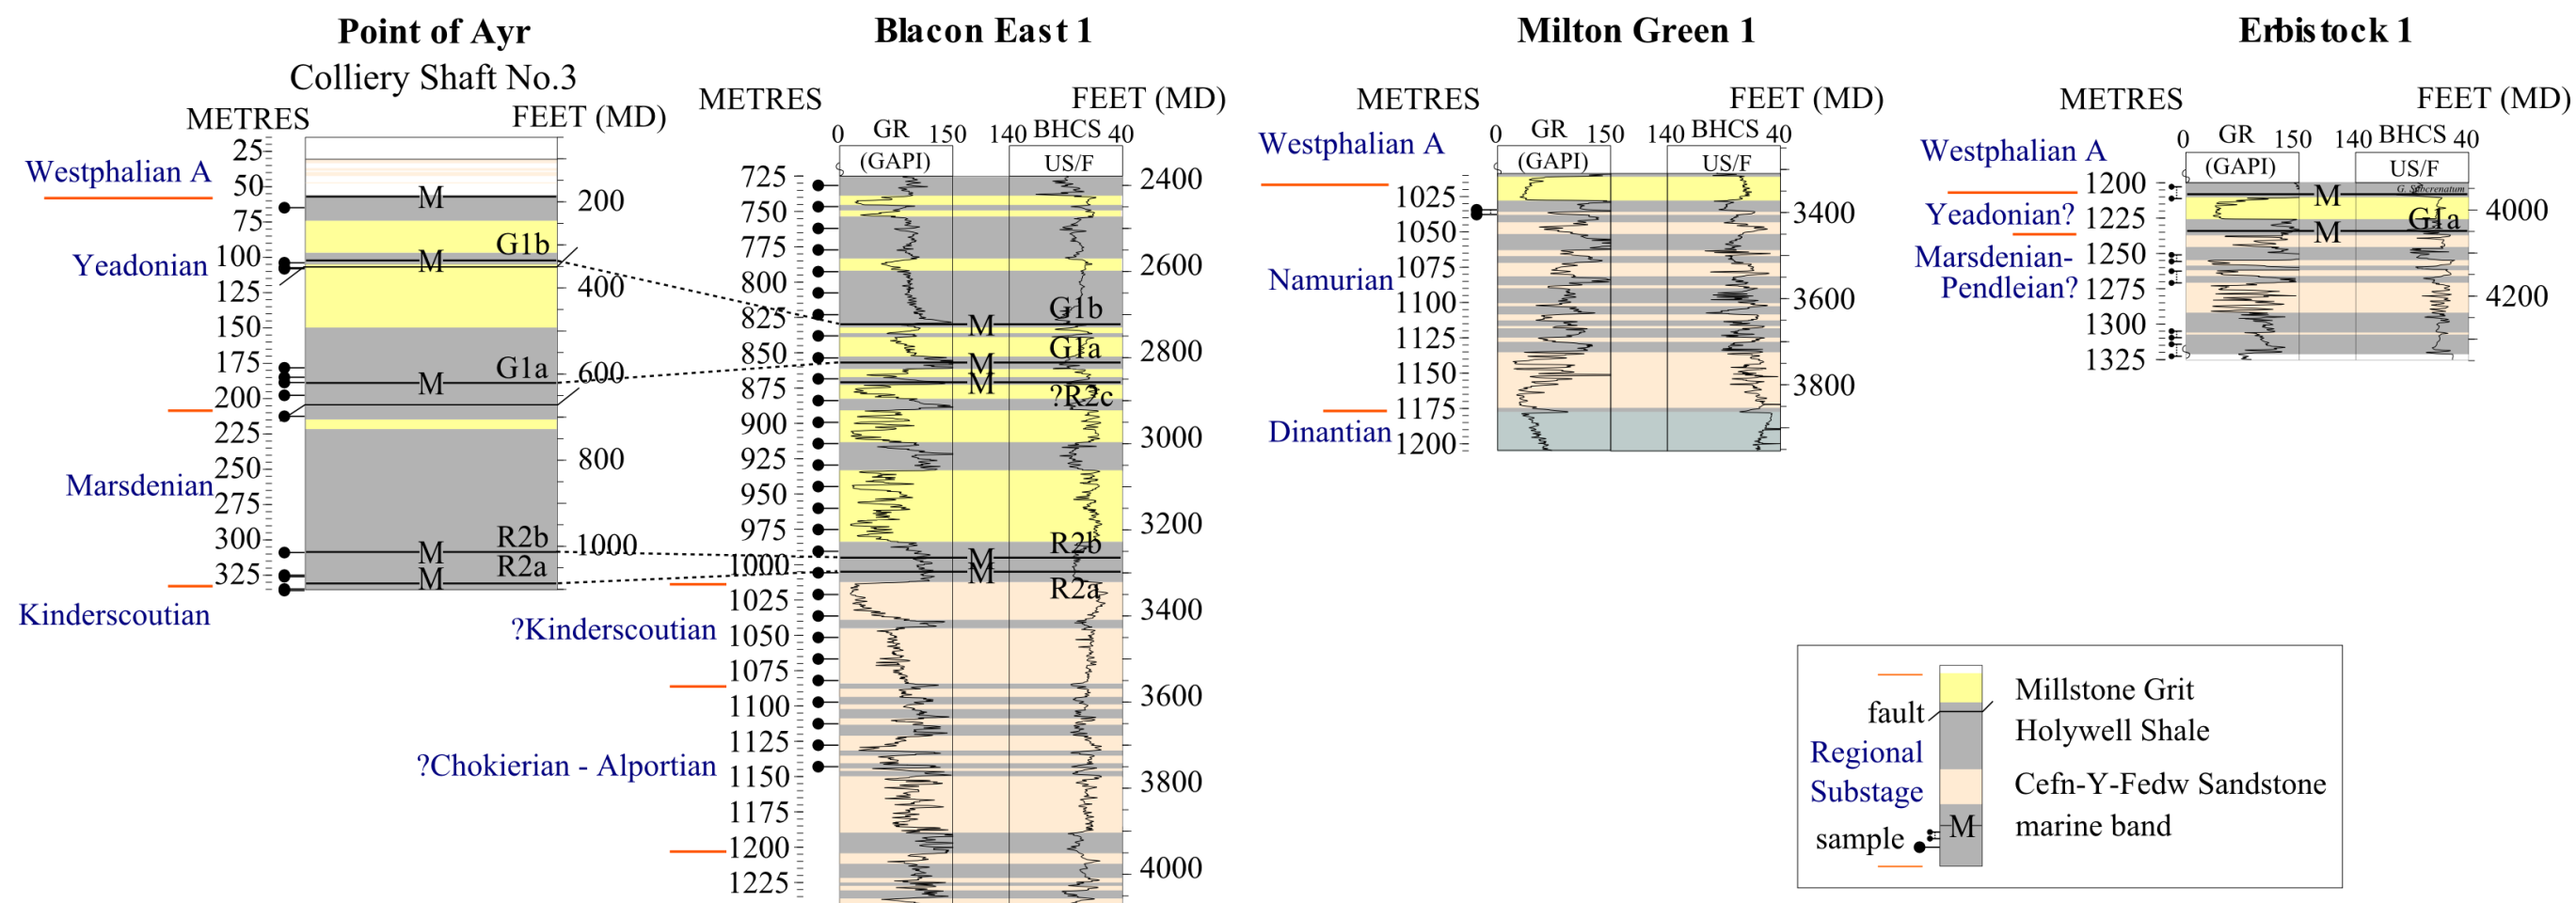 Point of Ayr
Colliery Shaft No.3
METRES
FEET (MD)
25
50
75
100
125
150
175
200
225
250
275
300
325
200
400
600
800
1000
Westphalian A
Yeadonian
Marsdenian
Kinderscoutian
M
M
M
M
M
G1b
G1a
R2b
R2a
Blacon East 1
METRES
FEET (MD)
0 GR 150 140 BHCS 40
(GAPI) US/F
725
750
775
800
825
850
875
900
925
950
975
1000
1025
1050
1075
1100
1125
1150
1175
1200
1225
2400
2600
2800
3000
3200
3400
3600
3800
4000
?Kinderscoutian
?Chokierian - Alportian
M
M
M
M
M
G1b
G1a
?R2c
R2b
R2a
Milton Green 1
METRES
FEET (MD)
0 GR 150 140 BHCS 40
(GAPI) US/F
1025
1050
1075
1100
1125
1150
1175
1200
3400
3600
3800
Westphalian A
Namurian
Dinantian
Erbistock 1
METRES
FEET (MD)
0 GR 150 140 BHCS 40
(GAPI) US/F
1200
1225
1250
1275
1300
1325
4000
4200
Westphalian A
Yeadonian?
Marsdenian-
Pendleian?
M
M
G. Subcrenatum
G1a
fault
Regional
Substage
sample
M
Millstone Grit
Holywell Shale
Cefn-Y-Fedw Sandstone
marine band